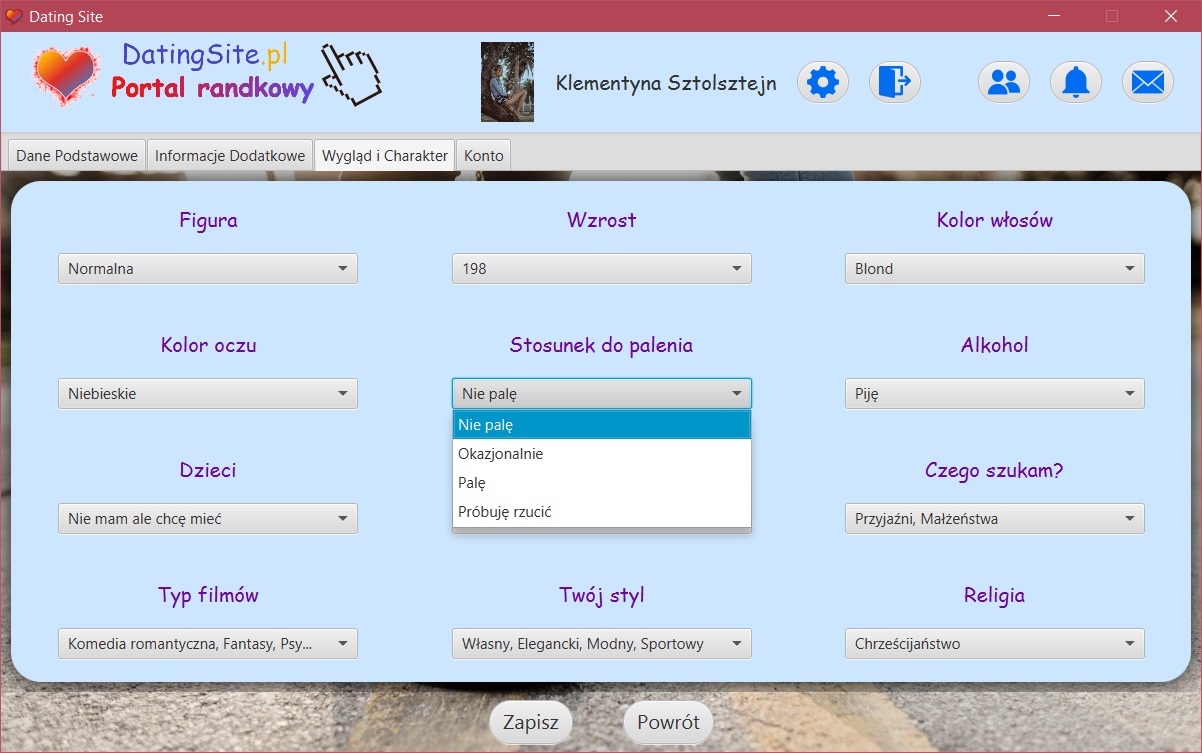 Dating Site
DatingSite.pl
Portal randkowy
Klementyna Sztolsztejn
Dane Podstawowe
Informacje Dodatkowe
Wygląd i Charakter
Konto
Figura
Wzrost
Kolor włosów
Normalna
198
Blond
Kolor oczu
Stosunek do palenia
Alkohol
Niebieskie
Nie palę
Piję
Nie palę
Okazjonalnie
Palę
Próbuję rzucić
Dzieci
Czego szukam?
Nie mam ale chcę mieć
Przyjaźni, Małżeństwa
Typ filmów
Twój styl
Religia
Komedia romantyczna, Fantasy, Psy...
Własny, Elegancki, Modny, Sportowy
Chrześcijaństwo
Zapisz
Powrót